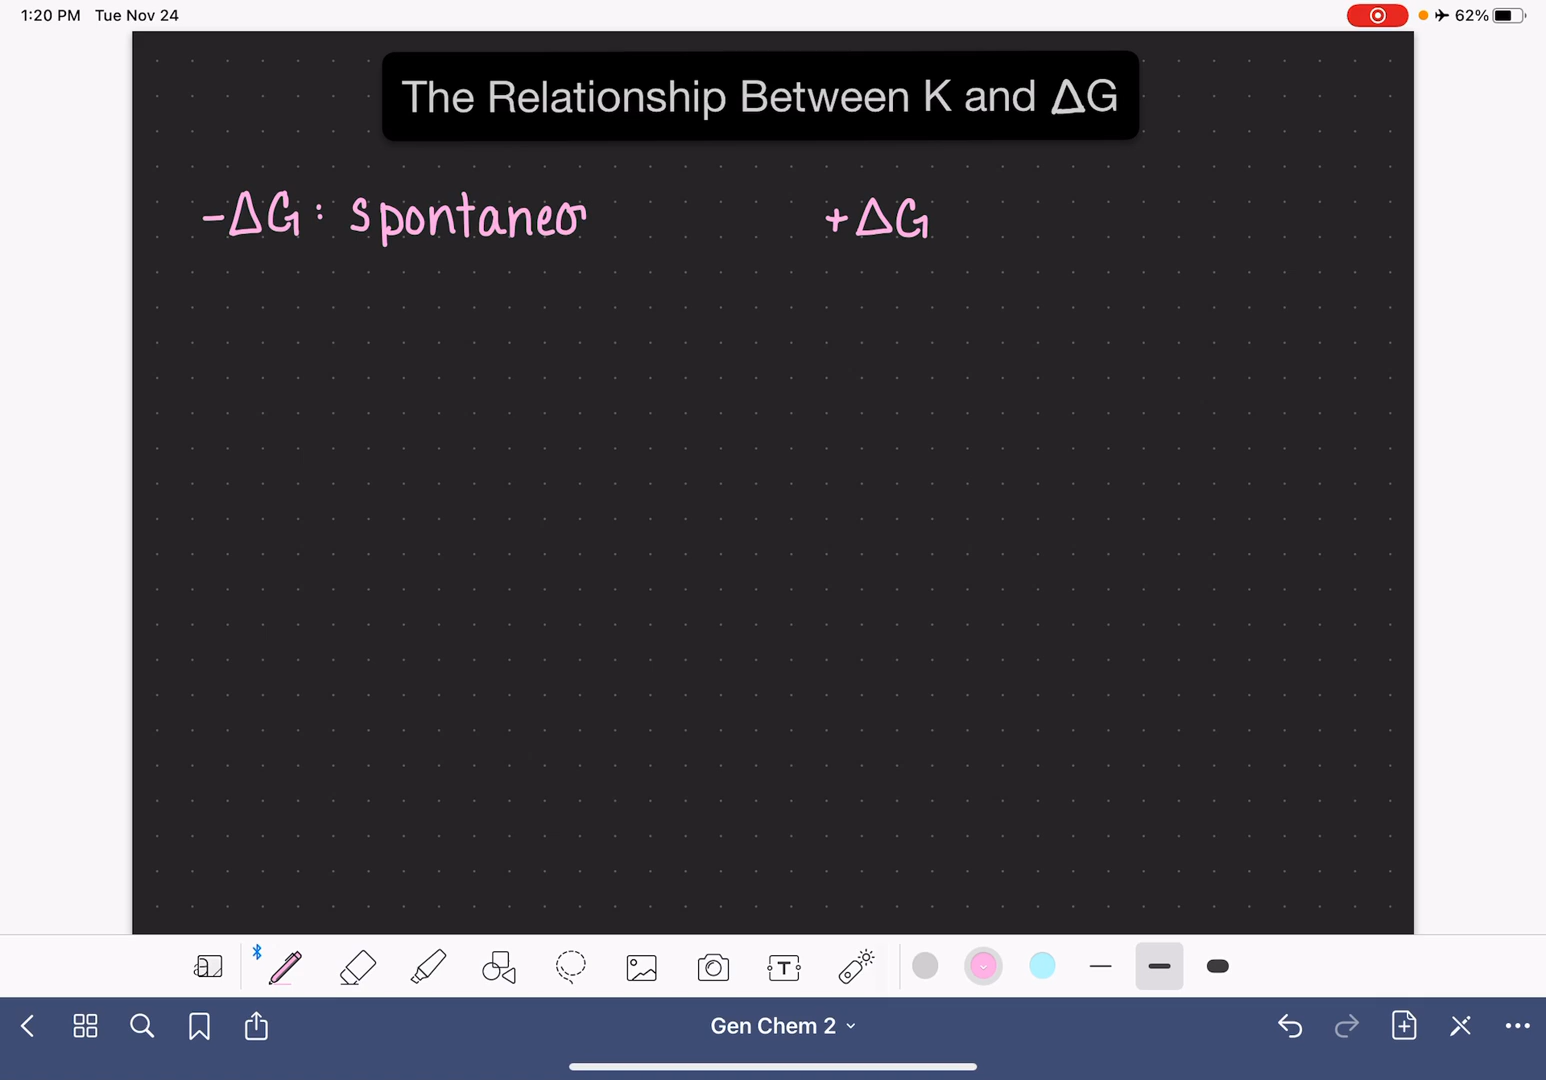 1:20 PM Tue Nov 24 62%
The Relationship Between K and ΔG
-ΔG: spontaneo +ΔG
T
Gen Chem 2